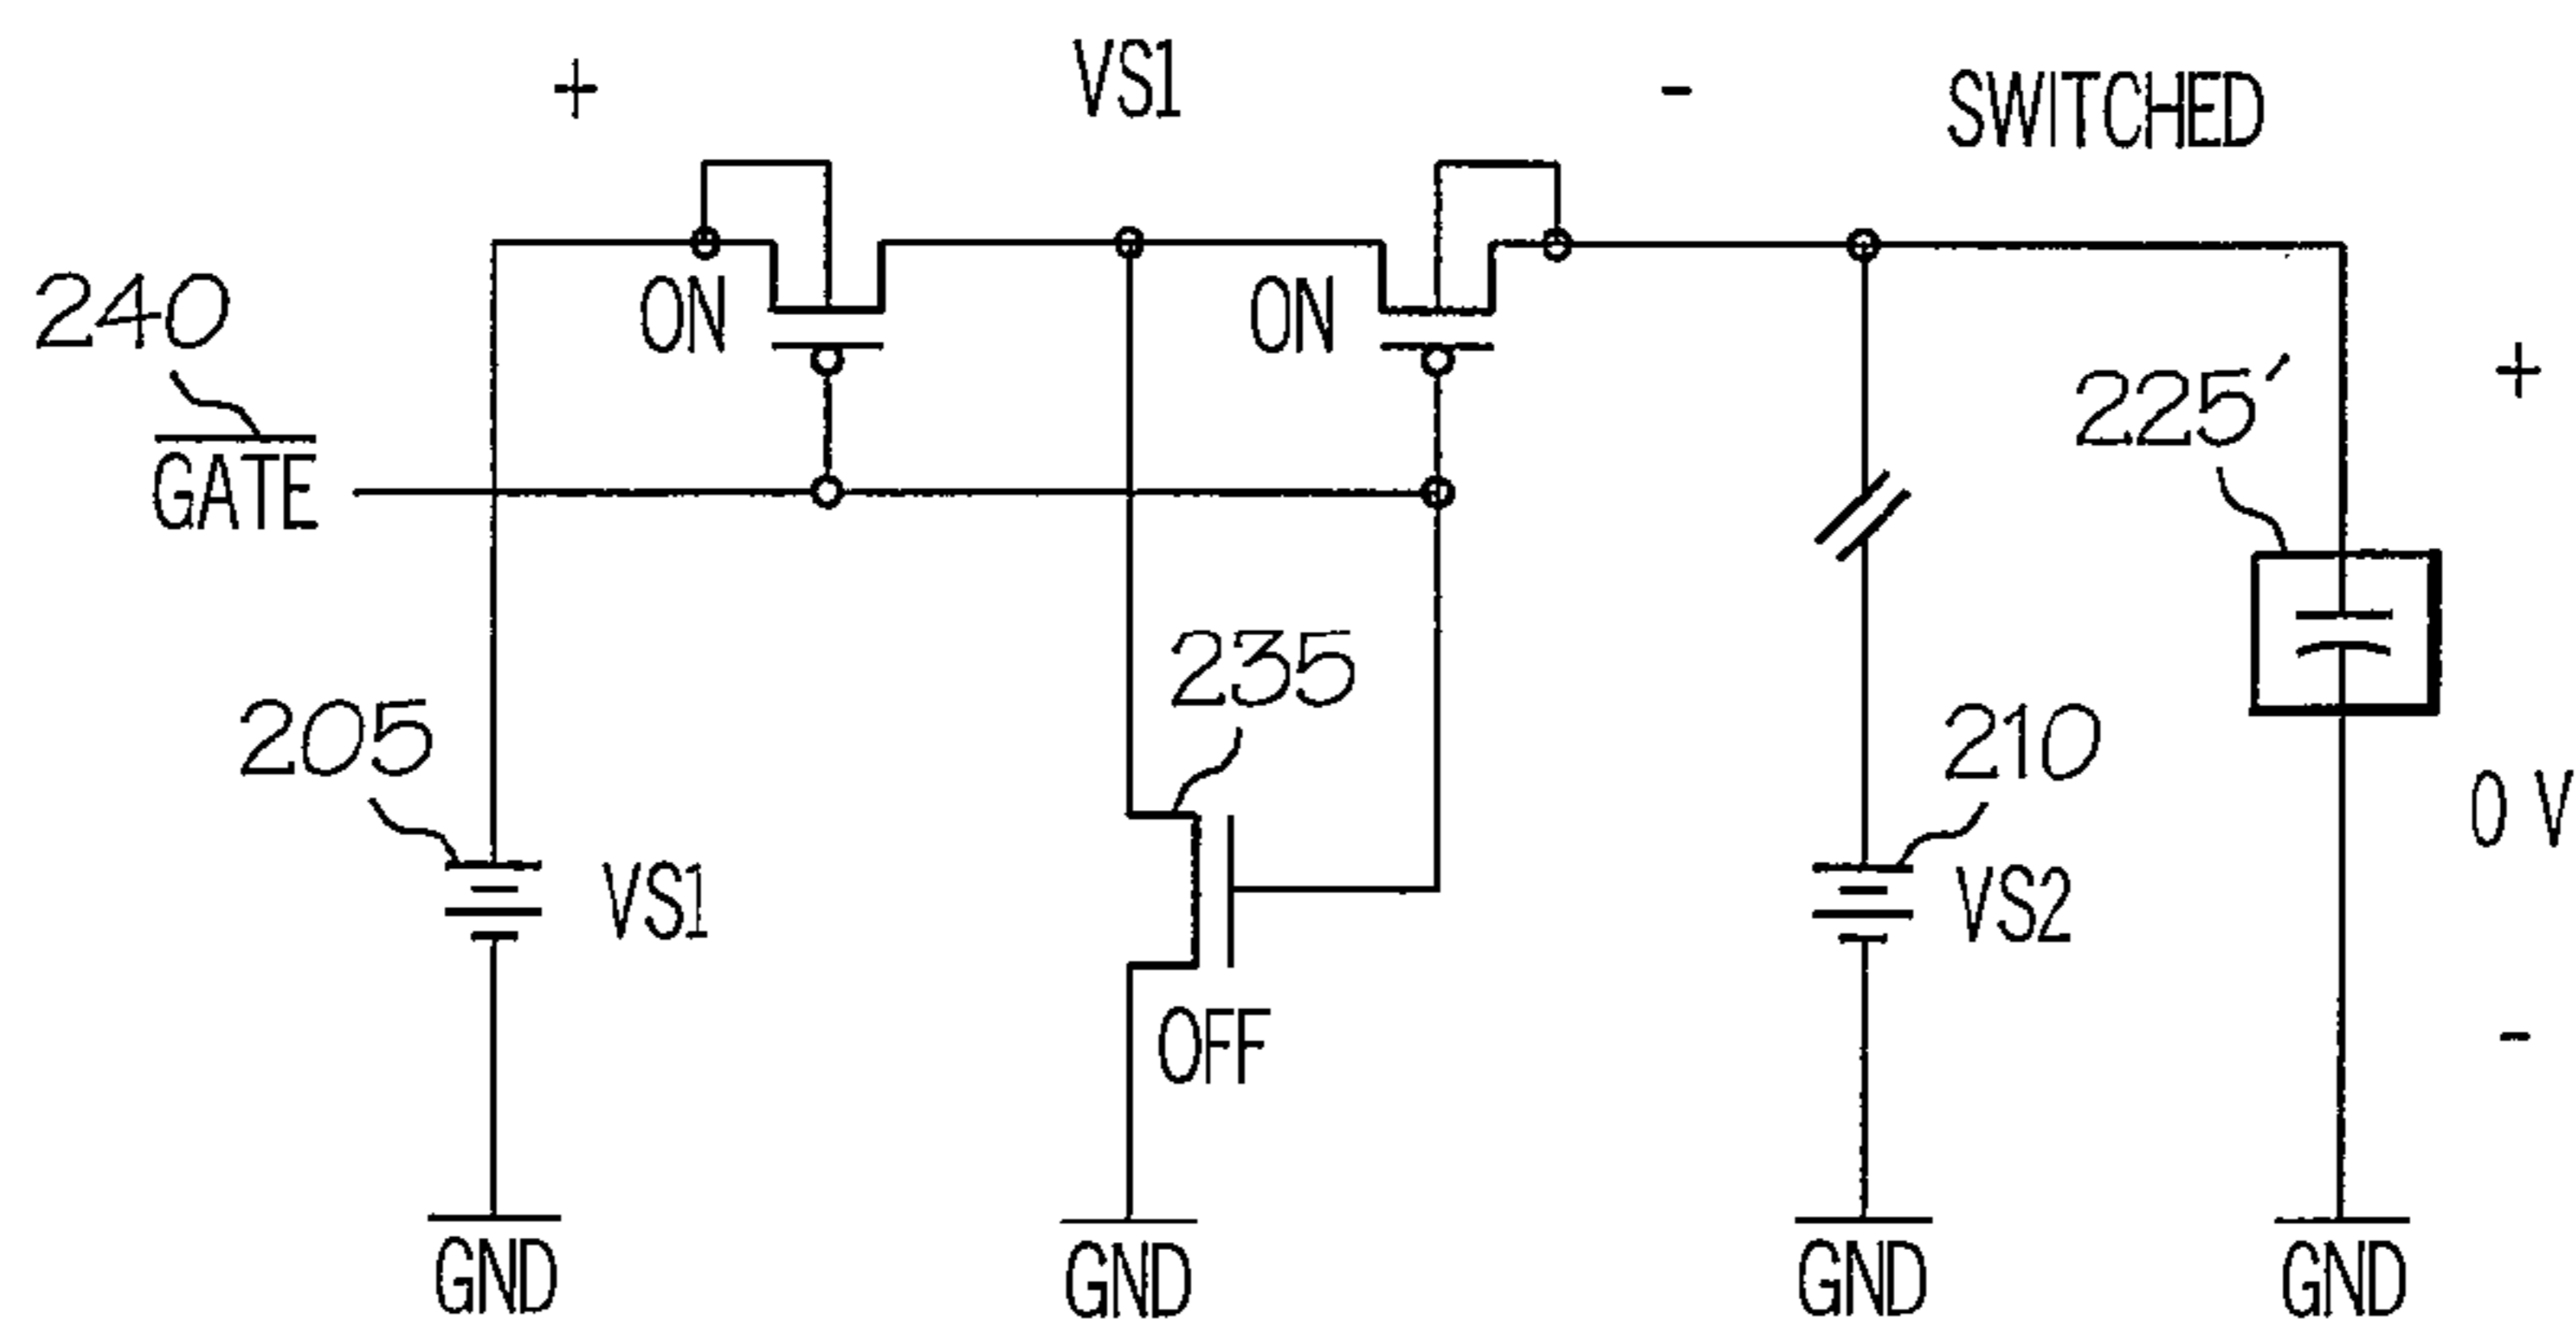 + VS1 - SWITCHED
240
ON ON
225′ +
GATE
235
205 210
0 V
VS1 VS2
OFF -
GND GND GND GND